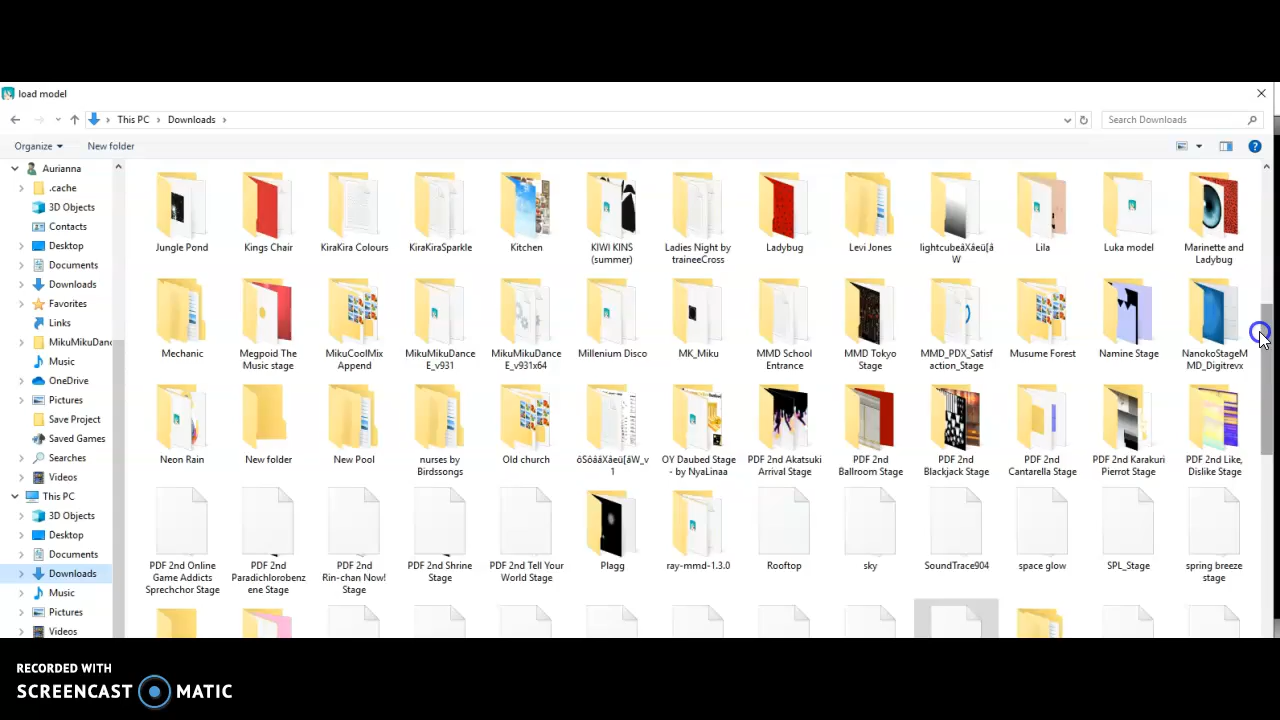 load model
This PC
Downloads
Search Downloads
Organize
New folder
Aurianna
.cache
3D Objects
Contacts
Desktop
Documents
Downloads
Favorites
Links
MikuMikuDanc
Music
OneDrive
Pictures
Save Project
Saved Games
Searches
Videos
This PC
3D Objects
Desktop
Documents
Downloads
Music
Pictures
Videos
Jungle Pond
Kings Chair
KiraKira Colours
KiraKiraSparkle
Kitchen
KIWI KINS
(summer)
Ladies Night by
traineeCross
Ladybug
Levi Jones
Lila
Luka model
Marinette and
Ladybug
Mechanic
Megpoid The
Music stage
MikuCoolMix
Append
MikuMikuDance
E_v931
MikuMikuDance
E_v931x64
Millenium Disco
MK_Miku
MMD School
Entrance
MMD Tokyo
Stage
MMD_PDX_Satisf
action_Stage
Musume Forest
Namine Stage
NanokoStageM
MD_Digitrevx
Neon Rain
New folder
New Pool
nurses by
Birdssongs
Old church
OY Daubed Stage
- by NyaLinaa
PDF 2nd Akatsuki
Arrival Stage
PDF 2nd
Ballroom Stage
PDF 2nd
Blackjack Stage
PDF 2nd
Cantarella Stage
PDF 2nd Karakuri
Pierrot Stage
PDF 2nd Like,
Dislike Stage
PDF 2nd Online
Game Addicts
Sprechchor Stage
PDF 2nd
Paradichlorobenz
ene Stage
PDF 2nd
Rin-chan Now!
Stage
PDF 2nd Shrine
Stage
PDF 2nd Tell Your
World Stage
Plagg
ray-mmd-1.3.0
Rooftop
sky
SoundTrace904
space glow
SPL_Stage
spring breeze
stage
RECORDED WITH
SCREENCAST MATIC